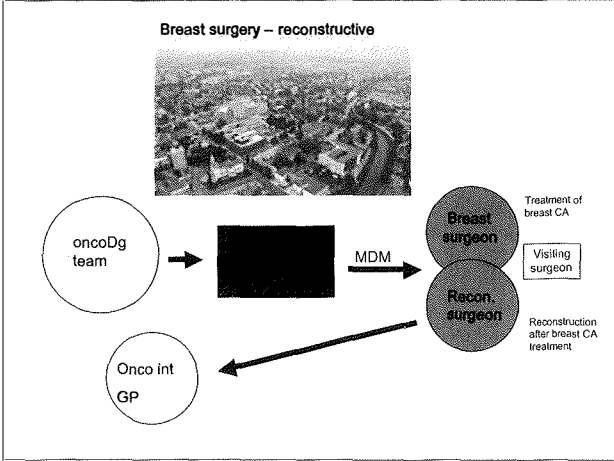 Breast surgery – reconstructive
oncoDg
team
MDM
Breast
surgeon
Treatment of
breast CA
Visiting
surgeon
Recon.
surgeon
Reconstruction
after breast CA
treatment
Onco int
GP